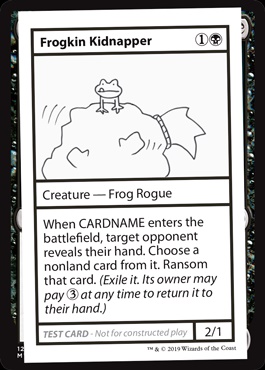 Frogkin Kidnapper 1
Creature — Frog Rogue
When CARDNAME enters the
battlefield, target opponent
reveals their hand. Choose a
nonland card from it. Ransom
that card. (Exile it. Its owner may
pay 3 at any time to return it to
their hand.)
TEST CARD - Not for constructed play
2/1
™ & © 2019 Wizards of the Coast